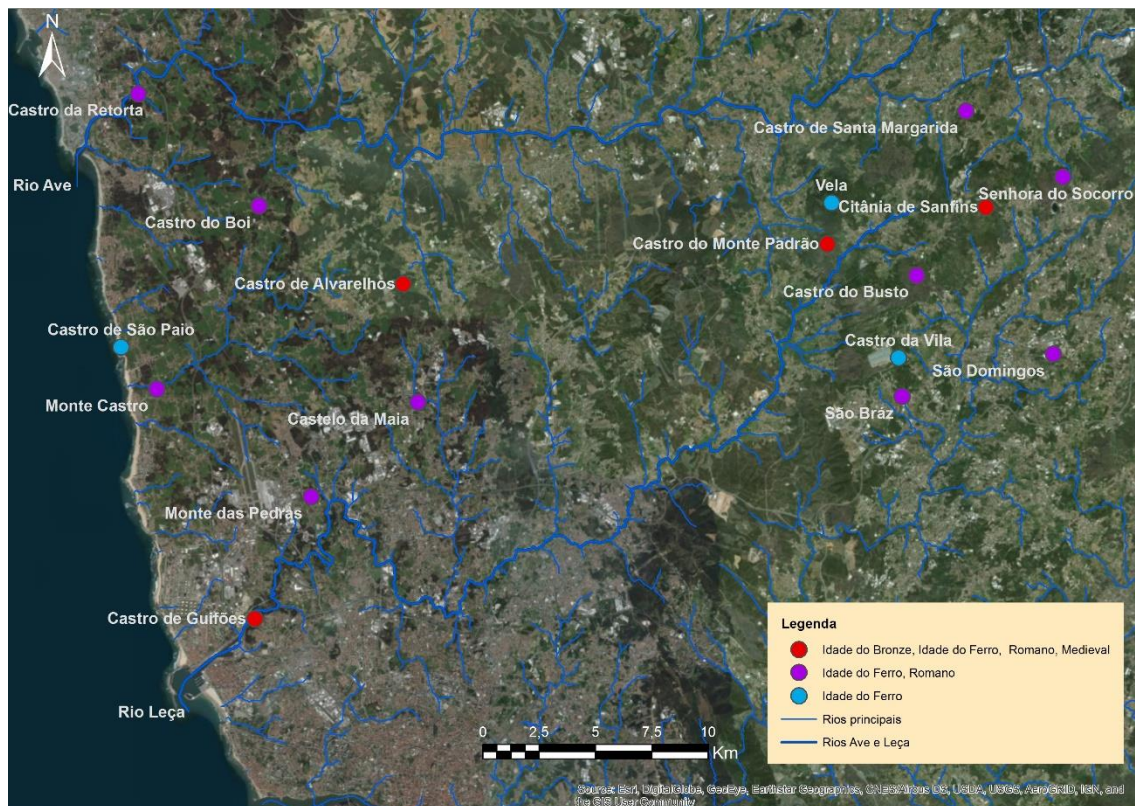 N
Castro da Retorta
Castro de Santa Margarida
Rio Ave
Vela
Senhora do Socorro
Citânia de Sanfins
Castro do Boi
Castro do Monte Padrão
Castro de Alvarelhos
Castro do Busto
Castro de São Paio
Castro da Vila
São Domingos
Monte Castro
Castelo da Maia
São Bráz
Monte das Pedras
Castro de Guifões
Rio Leça
Legenda
Idade do Bronze, Idade do Ferro, Romano, Medieval
Idade do Ferro, Romano
Idade do Ferro
Rios principais
Rios Ave e Leça
0 2,5 5 7,5 10
Km
Source: Esri, DigitalGlobe, GeoEye, Earthstar Geographics, CNES/Airbus DS, USDA, USGS, AeroGRID, IGN, and
the GIS User Community